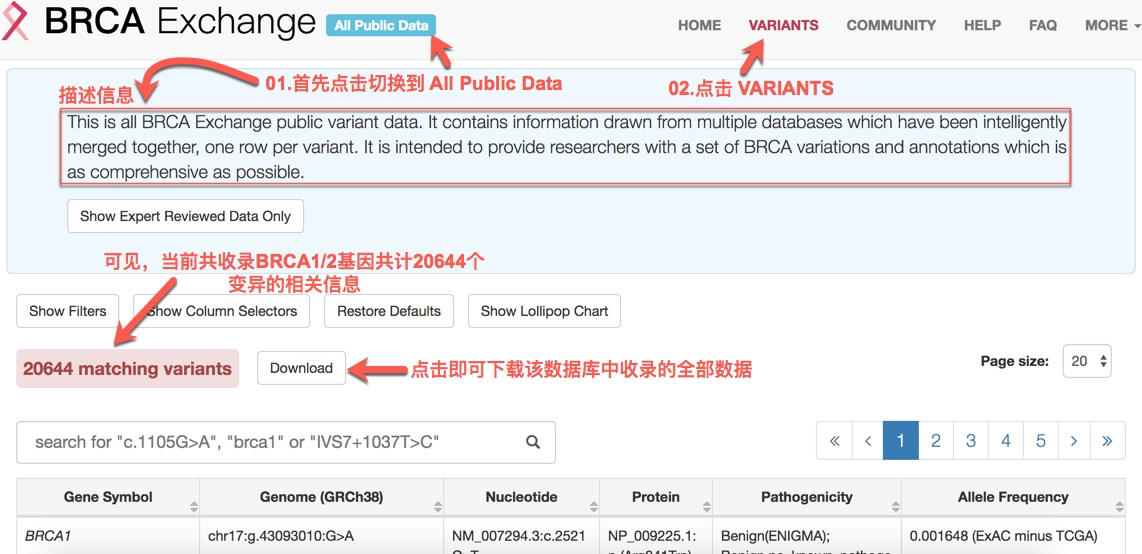 BRCA Exchange
All Public Data
HOME
VARIANTS
COMMUNITY
HELP
FAQ
MORE
01.首先点击切换到 All Public Data
02.点击 VARIANTS
描述信息
This is all BRCA Exchange public variant data. It contains information drawn from multiple databases which have been intelligently
merged together, one row per variant. It is intended to provide researchers with a set of BRCA variations and annotations which is
as comprehensive as possible.
Show Expert Reviewed Data Only
可见，当前共收录BRCA1/2基因共计20644个
变异的相关信息
Show Filters
Show Column Selectors
Restore Defaults
Show Lollipop Chart
20644 matching variants
Download
点击即可下载该数据库中收录的全部数据
Page size:
20
search for "c.1105G>A", "brca1" or "IVS7+1037T>C"
« ‹ 1 2 3 4 5 › »
Gene Symbol
Genome (GRCh38)
Nucleotide
Protein
Pathogenicity
Allele Frequency
BRCA1
chr17:g.43093010:G>A
NM_007294.3:c.2521
NP_009225.1:
Benign(ENIGMA);
0.001648 (ExAC minus TCGA)